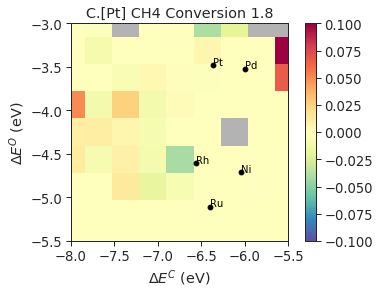 C.[Pt] CH4 Conversion 1.8
−3.0
−3.5
−4.0
−4.5
−5.0
−5.5
ΔE^O (eV)
Pt
Pd
Rh
Ni
Ru
−8.0 −7.5 −7.0 −6.5 −6.0 −5.5
ΔE^C (eV)
0.100
0.075
0.050
0.025
0.000
−0.025
−0.050
−0.075
−0.100